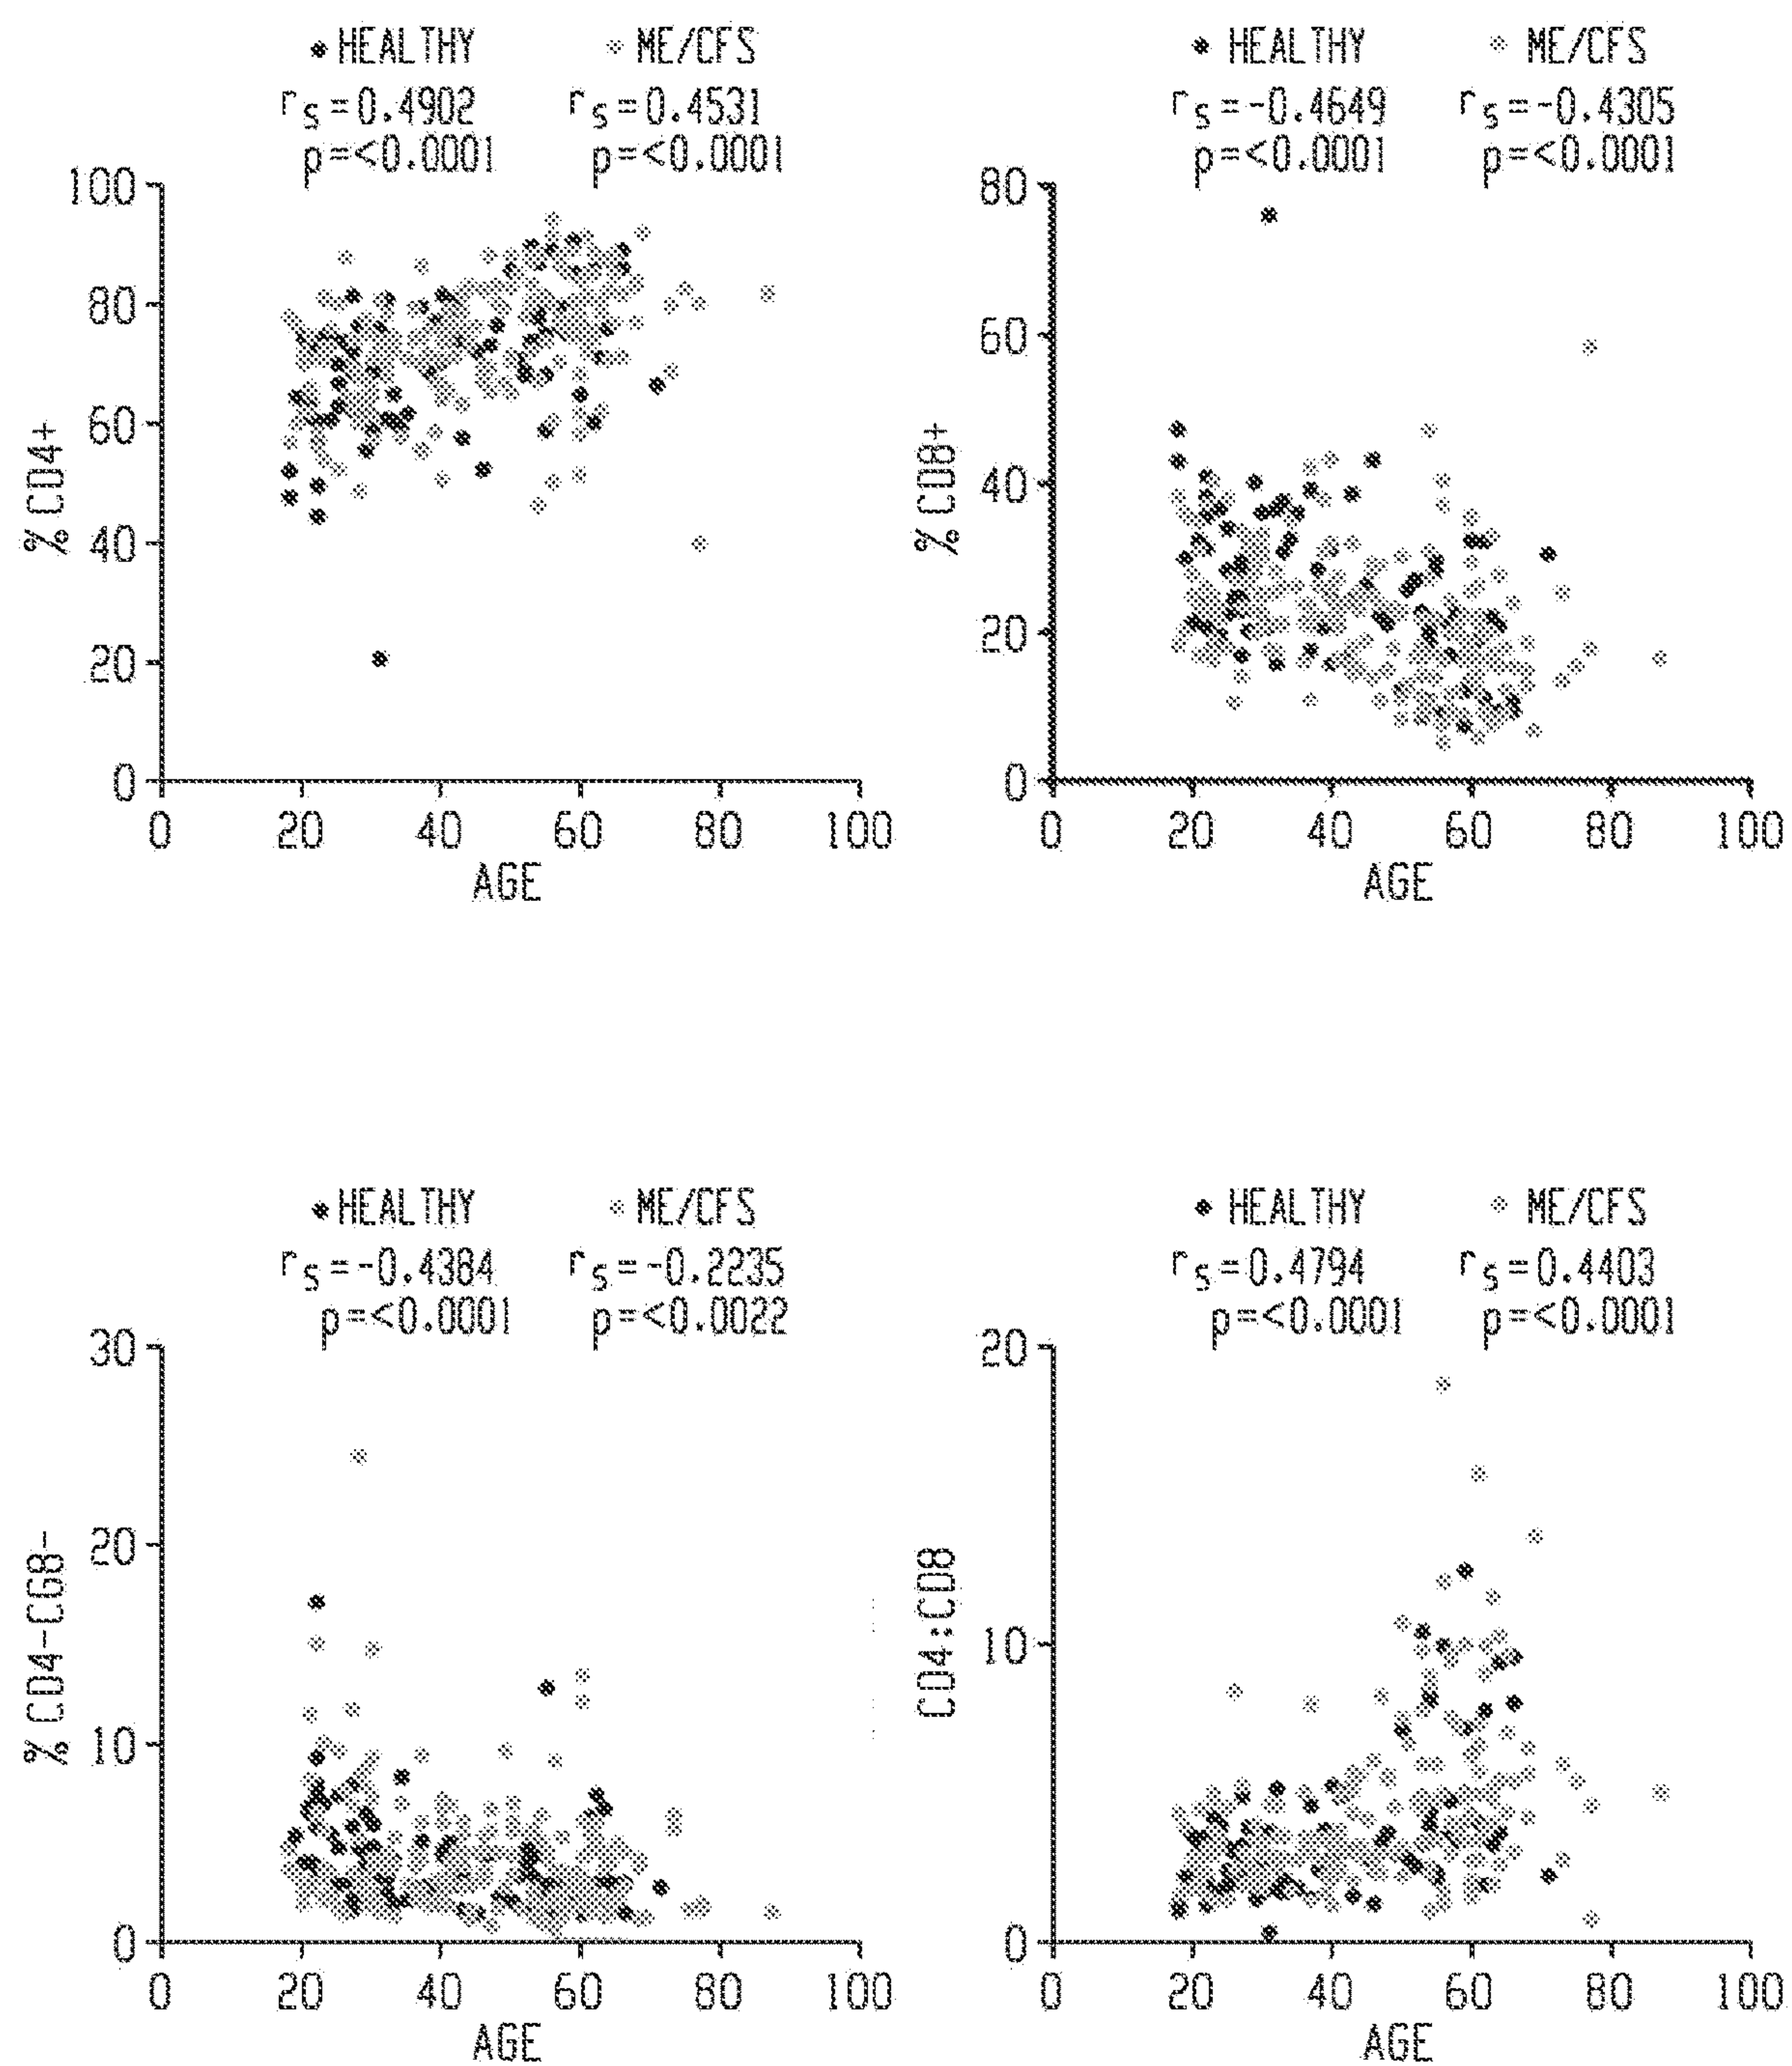 HEALTHY ME/CFS
rs=0.4902 rs=0.4531
p=<0.0001 p=<0.0001
100
80
60
40
20
0
% CD4+
0 20 40 60 80 100
AGE
HEALTHY ME/CFS
rs=-0.4649 rs=-0.4305
p=<0.0001 p=<0.0001
80
60
40
20
0
% CD8+
0 20 40 60 80 100
AGE
HEALTHY ME/CFS
rs=-0.4384 rs=-0.2235
p=<0.0001 p=<0.0022
30
20
10
0
% CD4-CG8-
0 20 40 60 80 100
AGE
HEALTHY ME/CFS
rs=0.4794 rs=0.4403
p=<0.0001 p=<0.0001
20
10
0
CD4:CD8
0 20 40 60 80 100
AGE